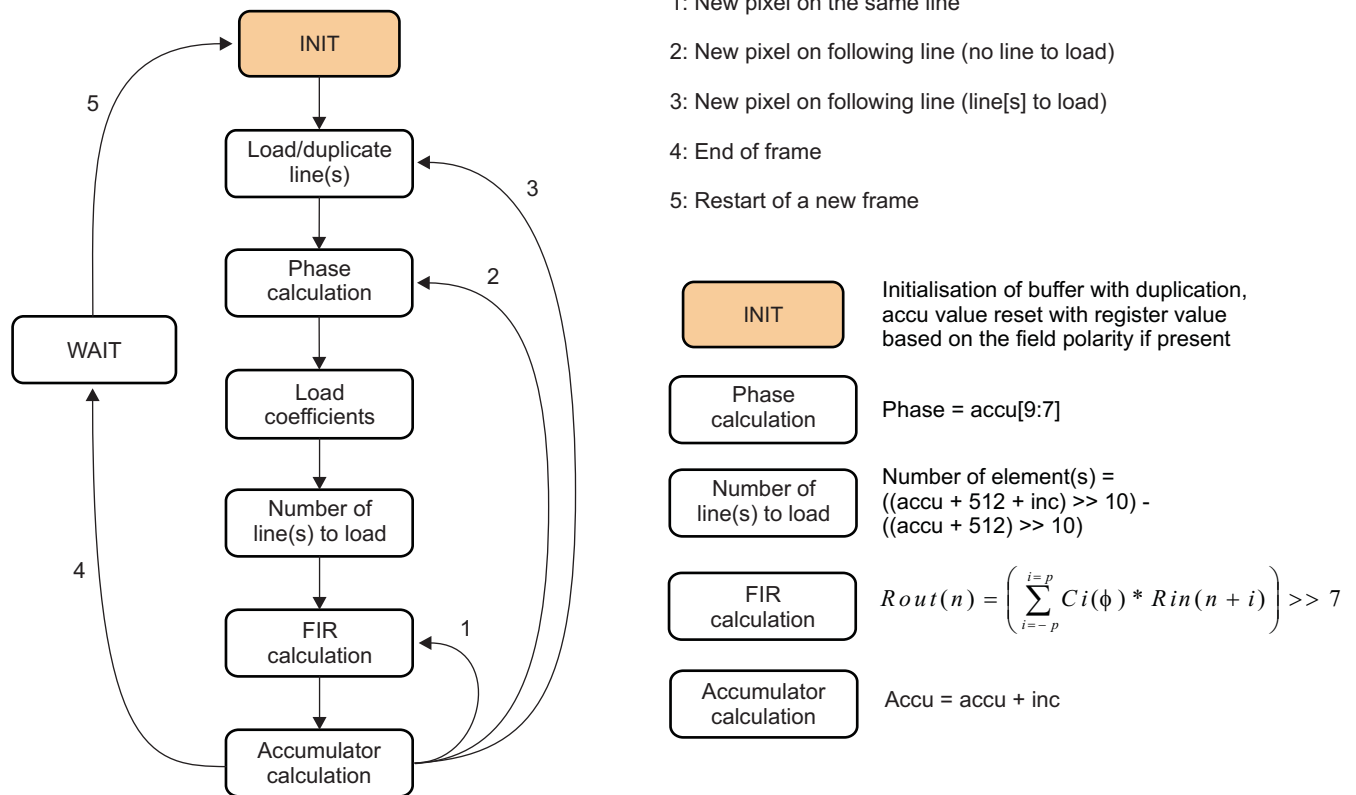 INIT
Load/duplicate
line(s)
Phase
calculation
Load
coefficients
Number of
line(s) to load
FIR
calculation
Accumulator
calculation
WAIT
1
2
3
4
5
1: New pixel on the same line
2: New pixel on following line (no line to load)
3: New pixel on following line (line[s] to load)
4: End of frame
5: Restart of a new frame
INIT
Initialisation of buffer with duplication,
accu value reset with register value
based on the field polarity if present
Phase
calculation
Phase = accu[9:7]
Number of
line(s) to load
Number of element(s) =
((accu + 512 + inc) >> 10) -
((accu + 512) >> 10)
FIR
calculation
Rout(n) = ( ∑_{i=-p}^{i=p} Ci(ϕ) * Rin(n + i) ) >> 7
Accumulator
calculation
Accu = accu + inc